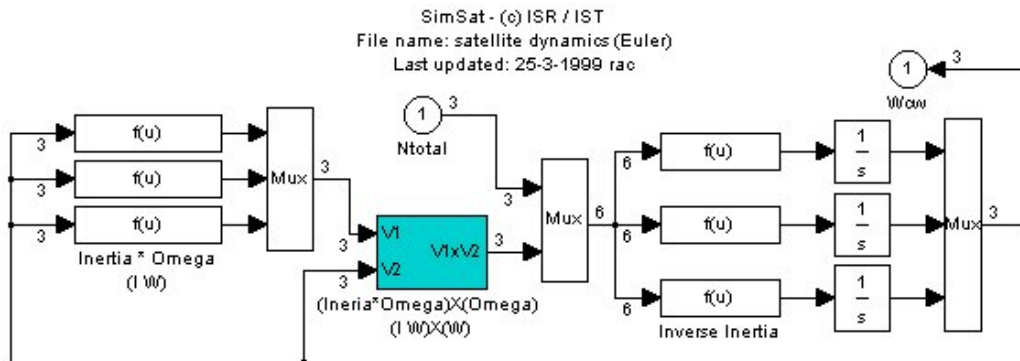 SimSat - (c) ISR / IST
File name: satellite dynamics (Euler)
Last updated: 25-3-1999 rac
3
f(u)
3
f(u)
3
f(u)
Mux
3
Inertia * Omega
(I W)
1
3
Ntotal
3
V1
3
V2
V1xV2
3
(Ineria*Omega)X(Omega)
(I W)X(W)
3
Mux
6
6
f(u)
6
f(u)
6
f(u)
Inverse Inertia
1
s
1
s
1
s
Mux
3
1
3
Wcw